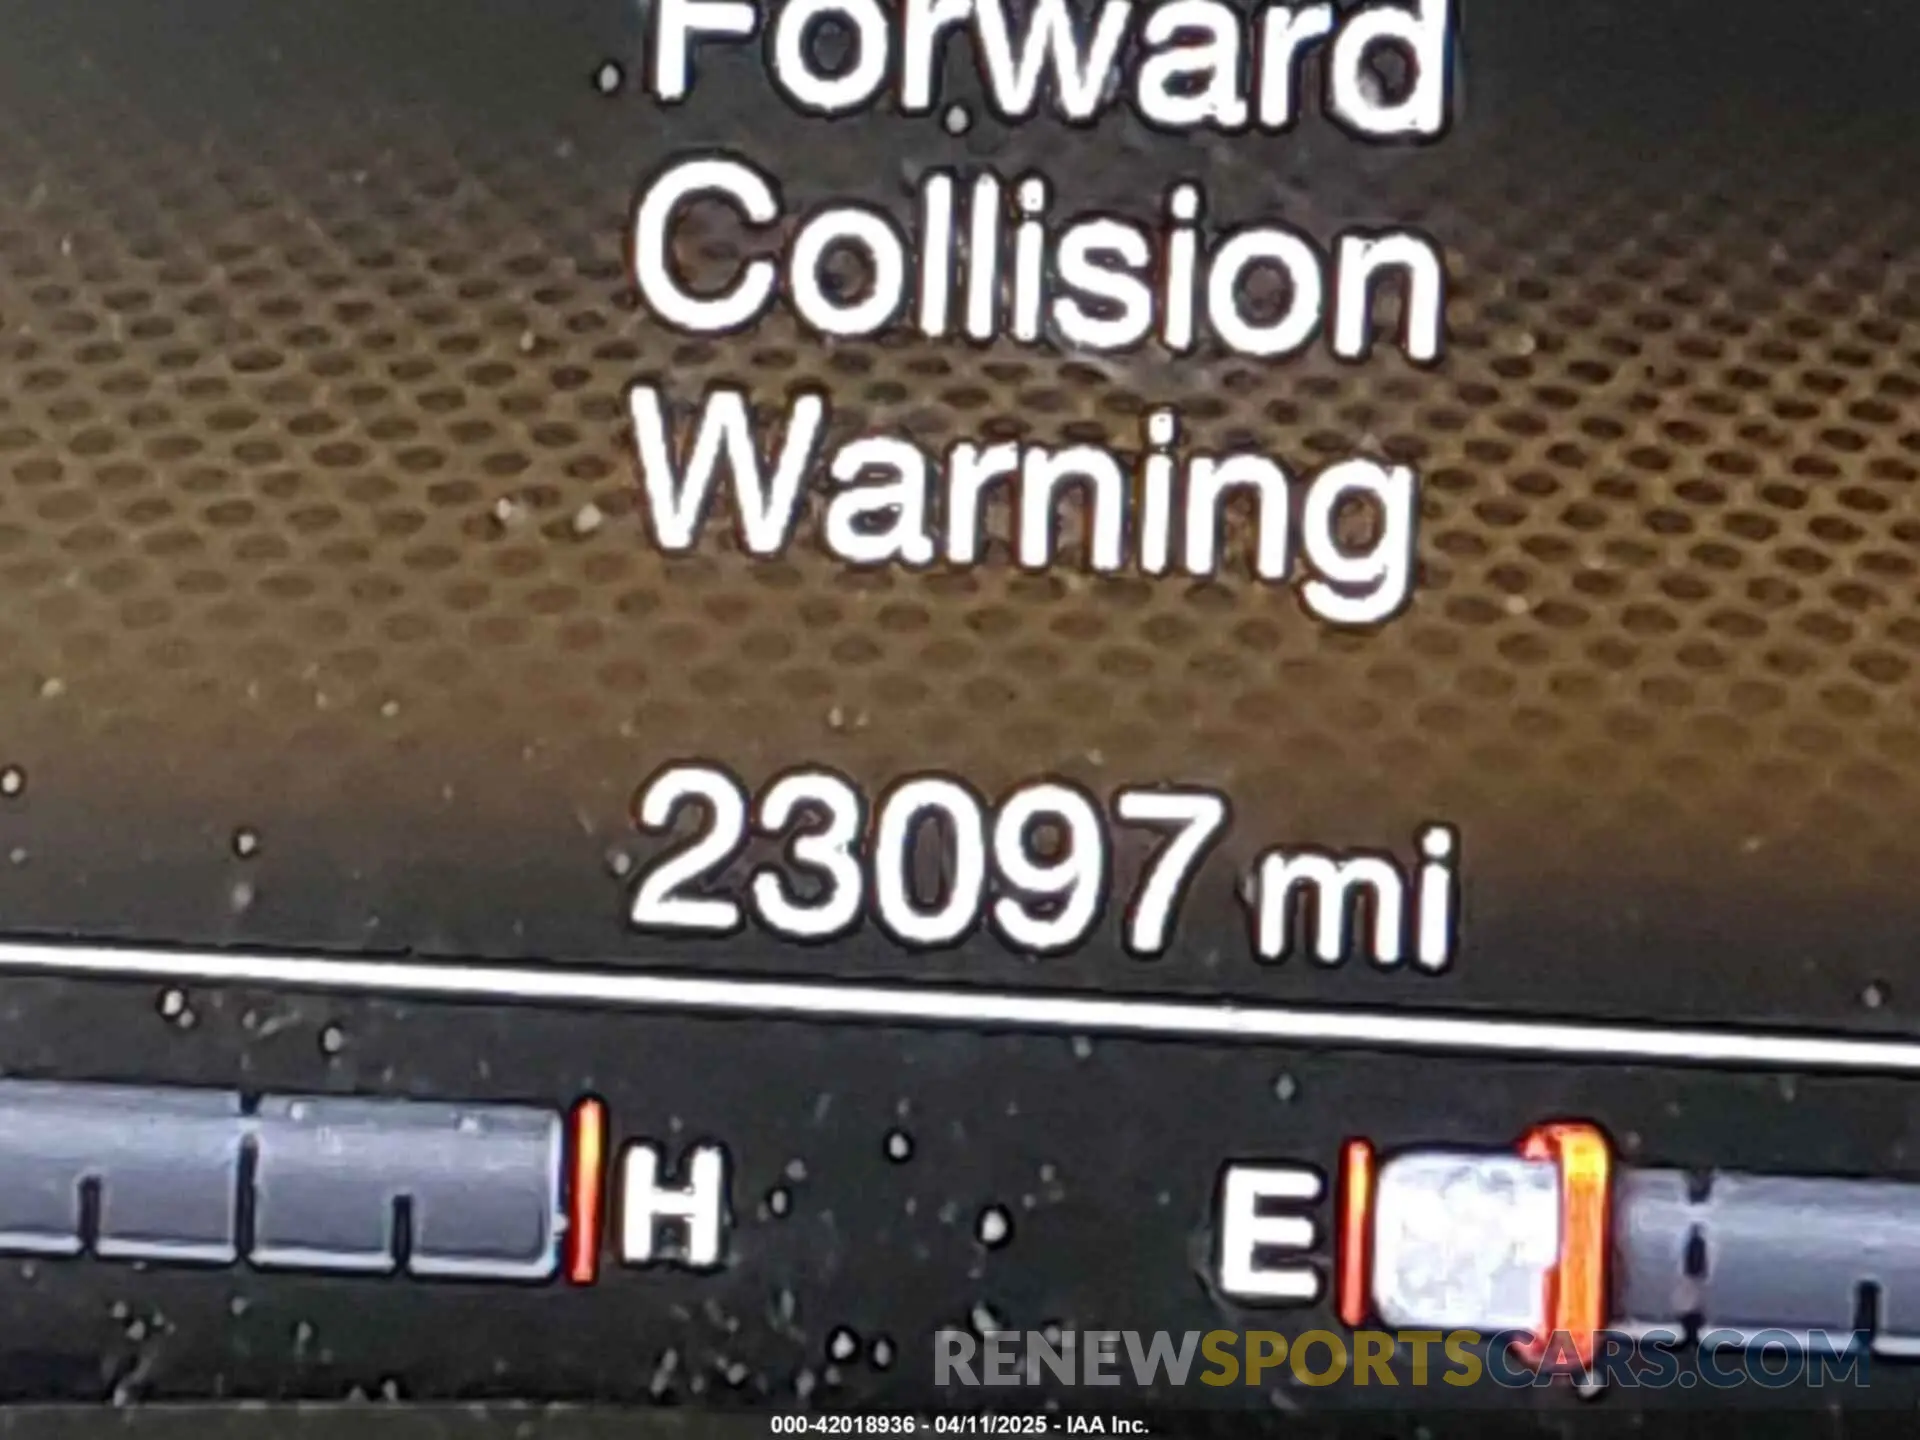 Forward
Collision
Warning
23097 mi
H
E
RENEWSPORTSCARS.COM
000-42018936 - 04/11/2025 - IAA Inc.